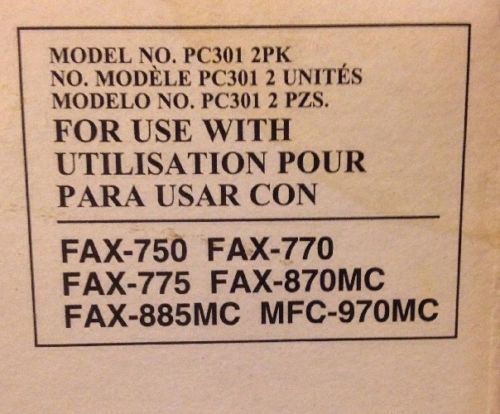 MODEL NO. PC301 2PK
NO. MODÈLE PC301 2 UNITÉS
MODELO NO. PC301 2 PZS.
FOR USE WITH
UTILISATION POUR
PARA USAR CON
FAX-750 FAX-770
FAX-775 FAX-870MC
FAX-885MC MFC-970MC